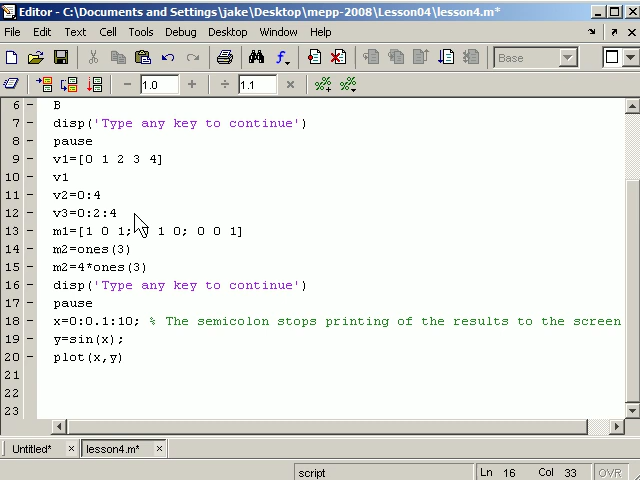 Editor - C:\Documents and Settings\jake\Desktop\mepp-2008\Lesson04\lesson4.m*
File Edit Text Cell Tools Debug Desktop Window Help
Base
1.0 1.1
6 B
7 disp('Type any key to continue')
8 pause
9 v1=[0 1 2 3 4]
10 v1
11 v2=0:4
12 v3=0:2:4
13 m1=[1 0 1; 1 0; 0 0 1]
14 m2=ones(3)
15 m2=4*ones(3)
16 disp('Type any key to continue')
17 pause
18 x=0:0.1:10; % The semicolon stops printing of the results to the screen
19 y=sin(x);
20 plot(x,y)
21
22
23
Untitled* lesson4.m*
script Ln 16 Col 33 OVR